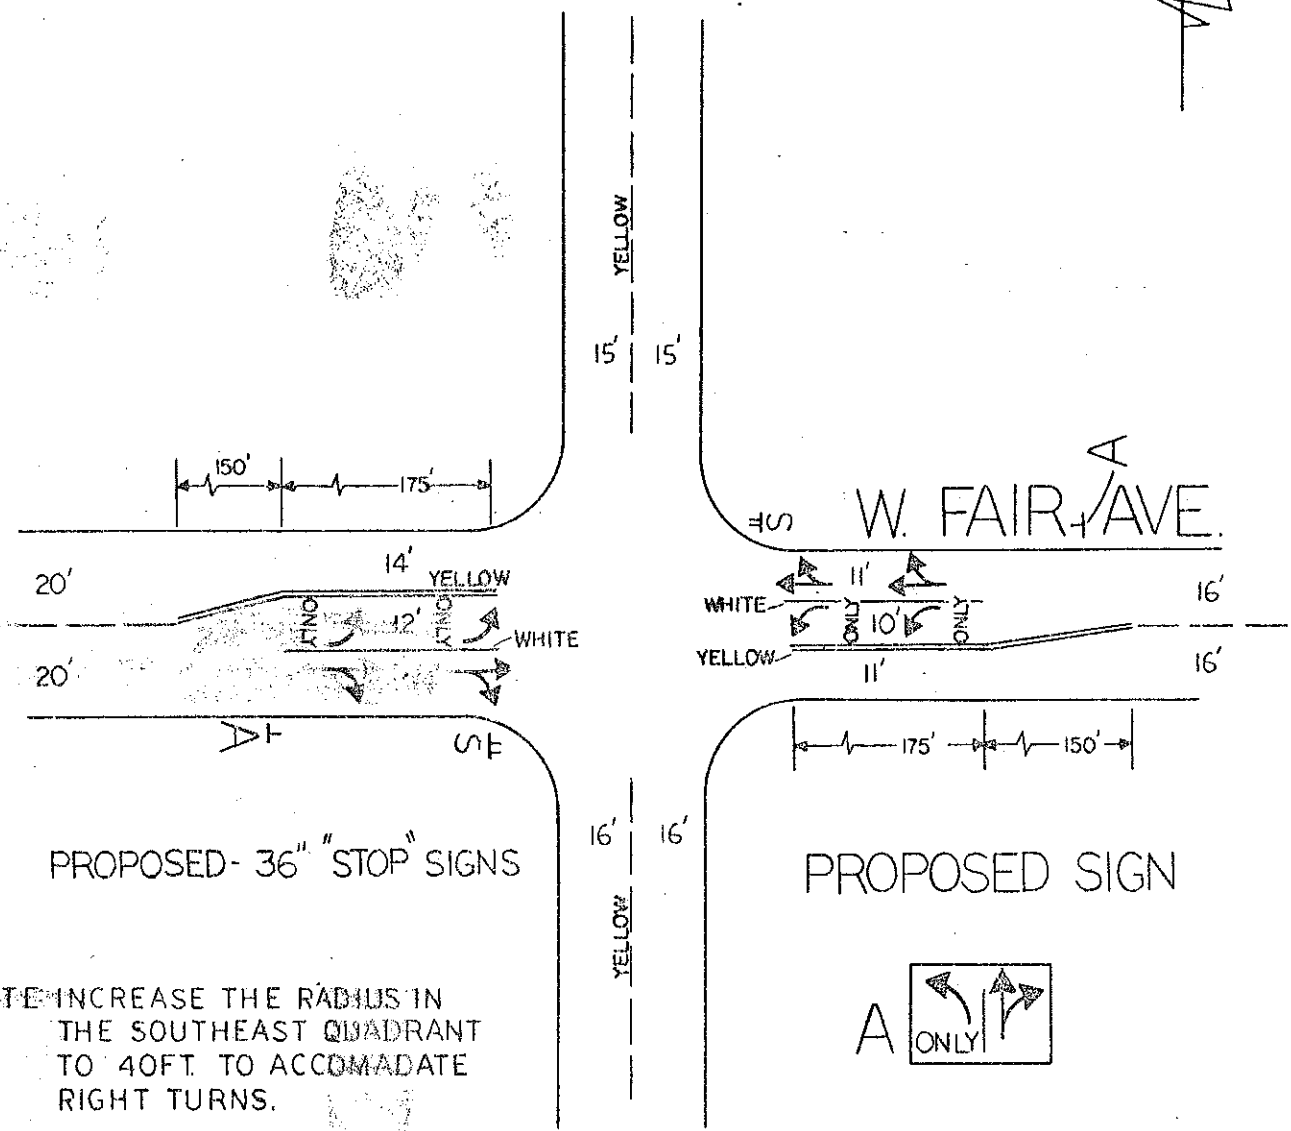 YELLOW
15' 15'
150' 175'
A
S
W. FAIR AVE.
20' 14' YELLOW
ONLY 12' ONLY
WHITE
20'
A
S
11'
WHITE ONLY 10' ONLY
YELLOW
11'
16'
16'
175' 150'
PROPOSED - 36" "STOP" SIGNS
16' 16'
YELLOW
PROPOSED SIGN
A ONLY
INCREASE THE RADIUS IN
THE SOUTHEAST QUADRANT
TO 40FT. TO ACCOMADATE
RIGHT TURNS.